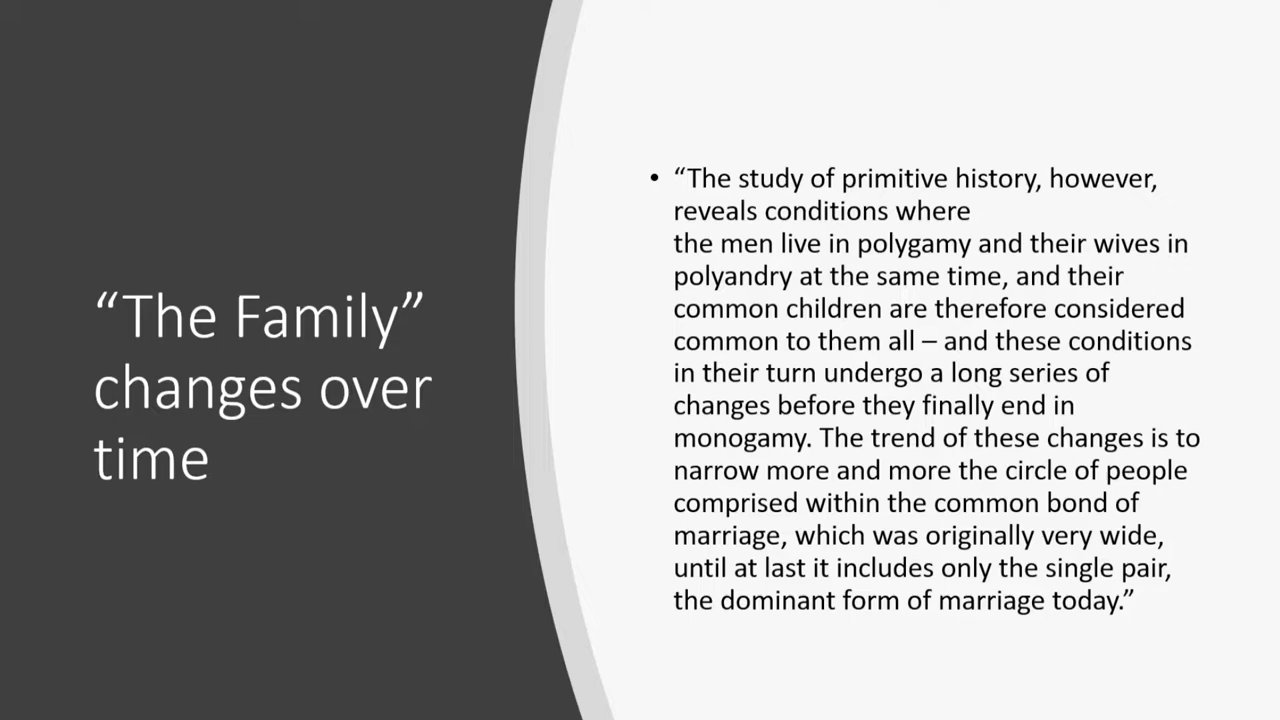 “The Family”
changes over
time
• “The study of primitive history, however,
reveals conditions where
the men live in polygamy and their wives in
polyandry at the same time, and their
common children are therefore considered
common to them all – and these conditions
in their turn undergo a long series of
changes before they finally end in
monogamy. The trend of these changes is to
narrow more and more the circle of people
comprised within the common bond of
marriage, which was originally very wide,
until at last it includes only the single pair,
the dominant form of marriage today.”